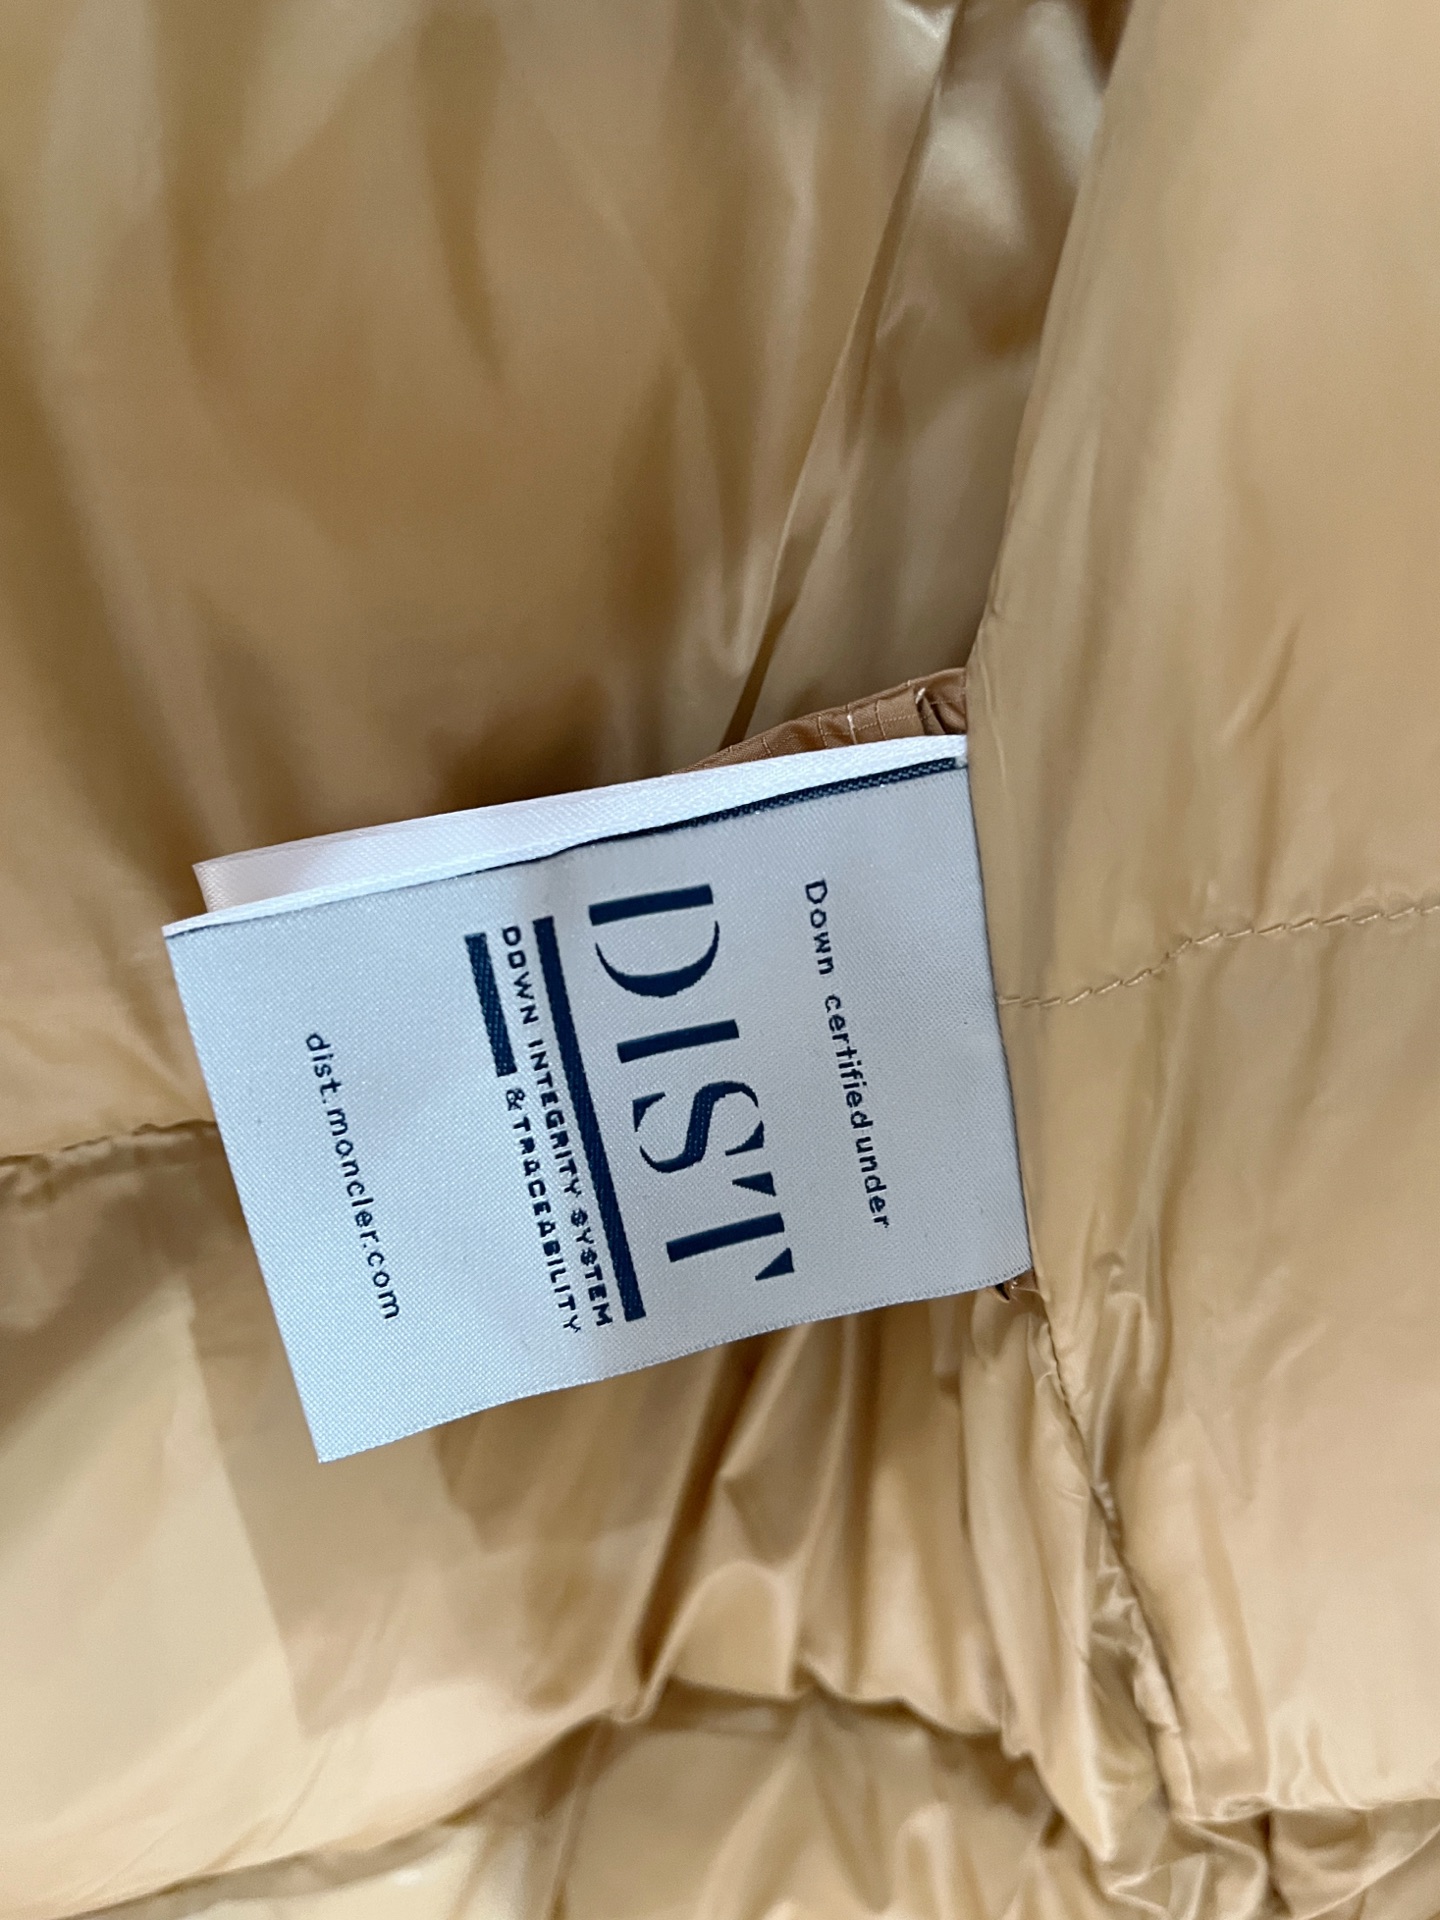 Down certified under
DIST
DOWN INTEGRITY SYSTEM
& TRACEABILITY
dist.moncler.com